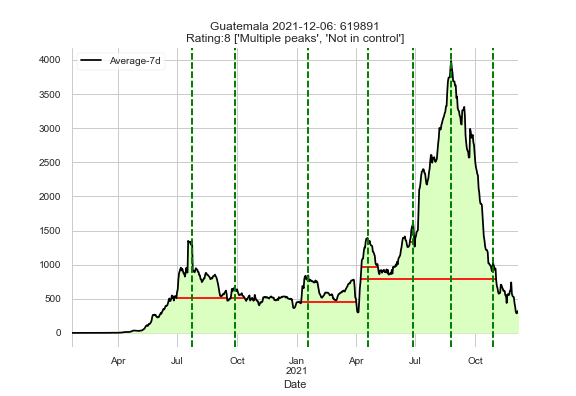 Guatemala 2021-12-06: 619891
Rating:8 ['Multiple peaks', 'Not in control']
Average-7d
4000
3500
3000
2500
2000
1500
1000
500
0
Apr Jul Oct Jan Apr Jul Oct
2021
Date